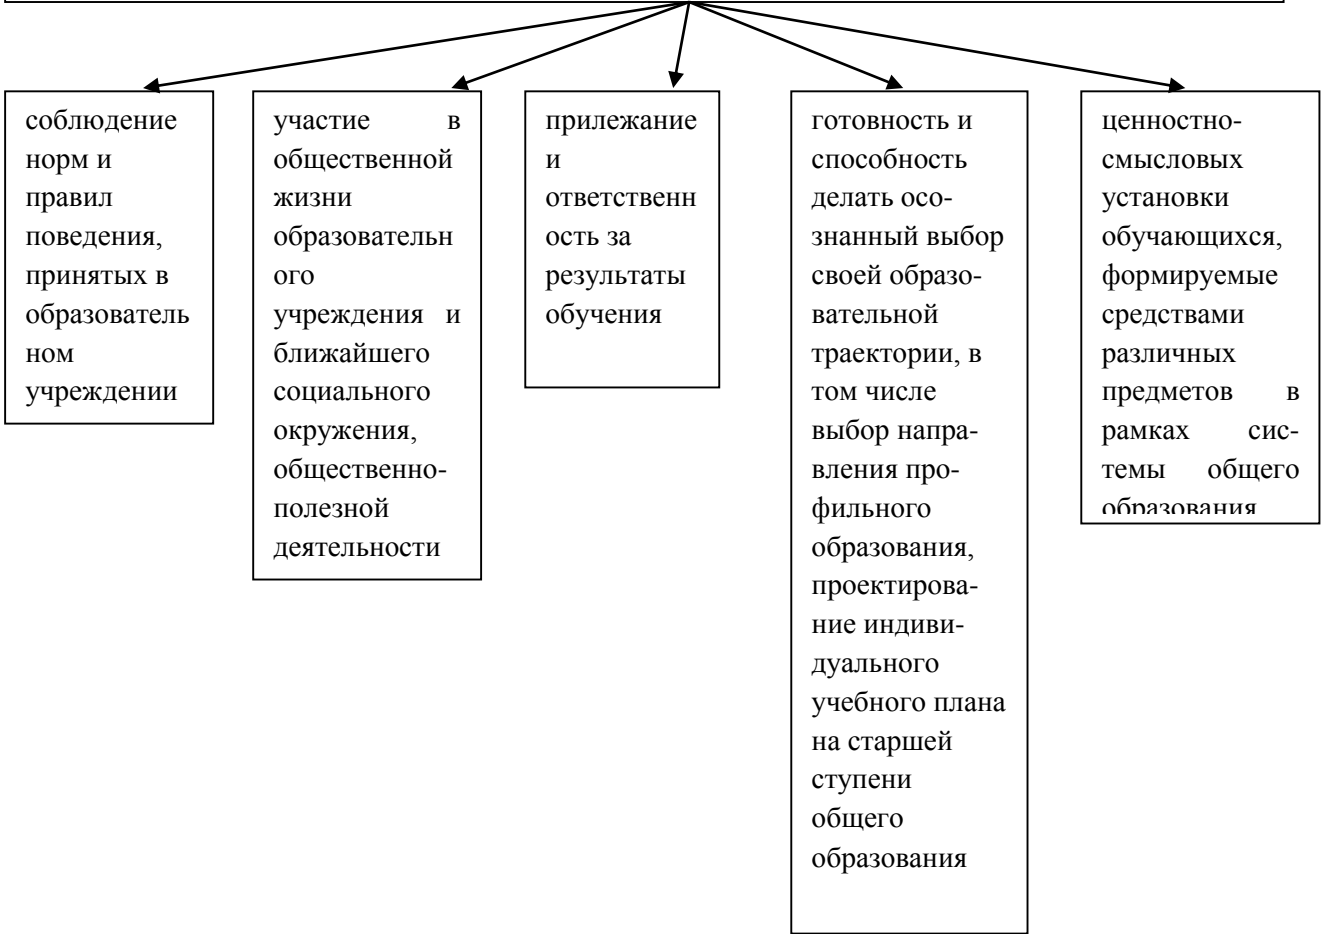 соблюдение
норм и
правил
поведения,
принятых в
образователь
ном
учреждении
участие в
общественной
жизни
образовательн
ого
учреждения и
ближайшего
социального
окружения,
общественно-
полезной
деятельности
прилежание
и
ответственн
ость за
результаты
обучения
готовность и
способность
делать осо-
знанный выбор
своей образо-
вательной
траектории, в
том числе
выбор напра-
вления про-
фильного
образования,
проектирова-
ние индиви-
дуального
учебного плана
на старшей
ступени
общего
образования
ценностно-
смысловых
установки
обучающихся,
формируемые
средствами
различных
предметов в
рамках сис-
темы общего
образования